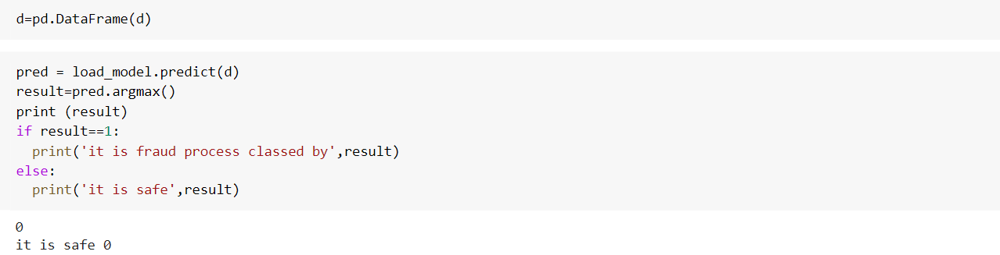 d=pd.DataFrame(d)
pred = load_model.predict(d)
result=pred.argmax()
print (result)
if result==1:
  print('it is fraud process classed by',result)
else:
  print('it is safe',result)
0
it is safe 0